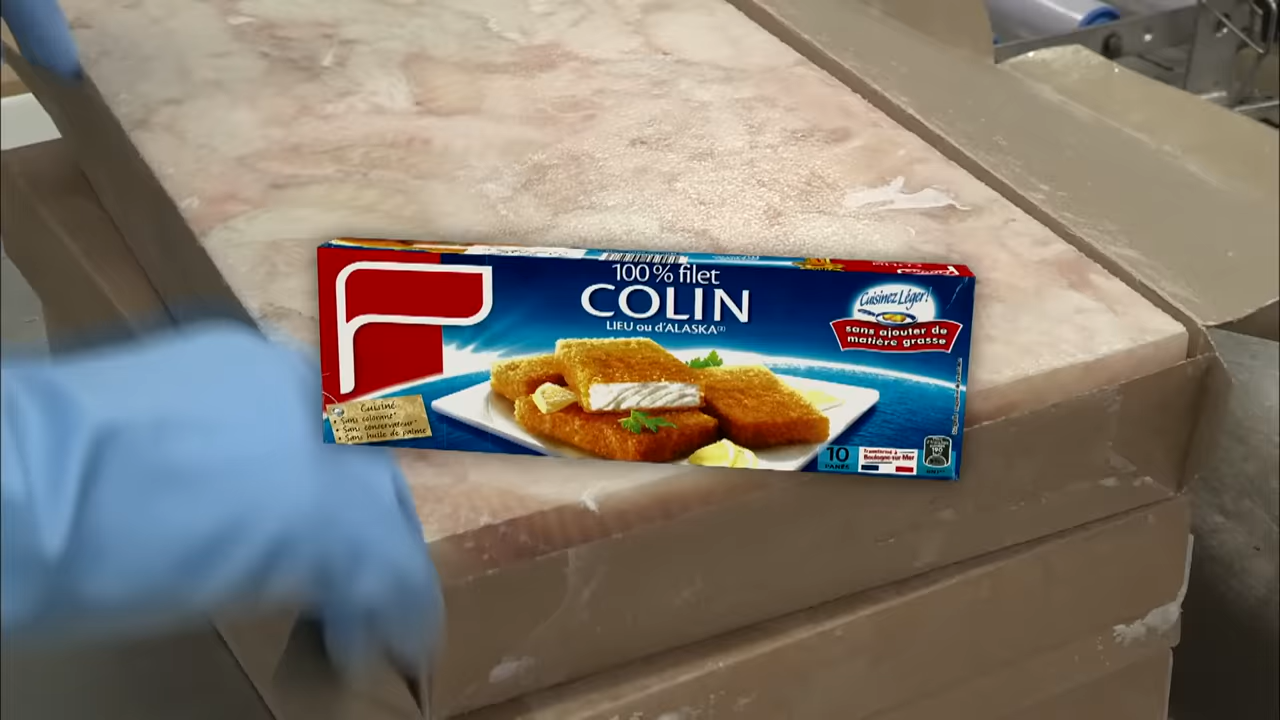 100% filet
COLIN
LIEU ou d'ALASKA
Cuisinez Léger!
sans ajouter de
matière grasse
Cuisiné
• Sans colorant*
• Sans conservateur*
• Sans huile de palme
10
PANÉS
Transformé à
Boulogne-sur-Mer